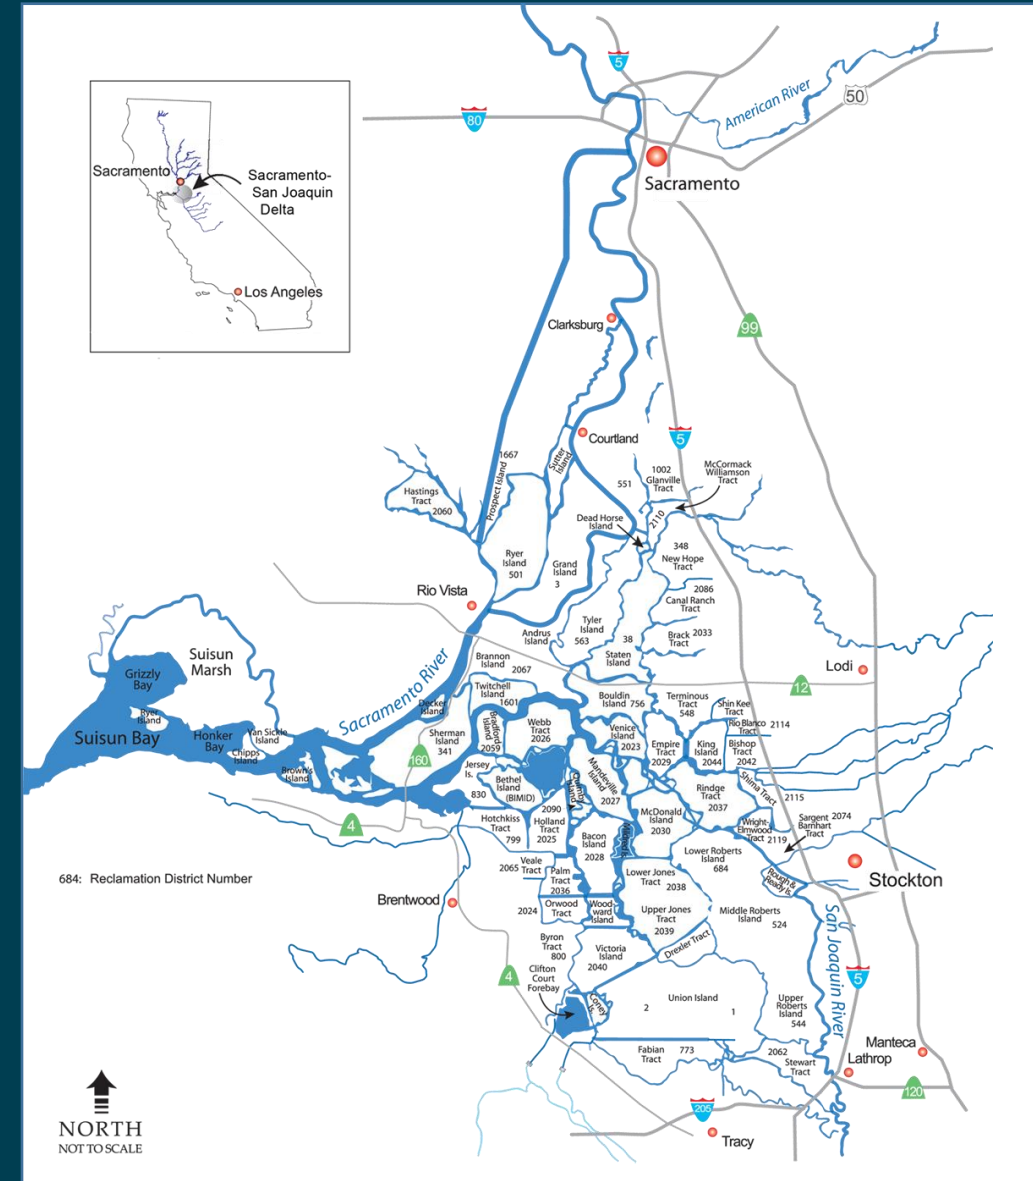 5
80
50
American River
Sacramento
Sacramento
Sacramento-
San Joaquin
Delta
Los Angeles
Clarksburg
99
Courtland
5
1667
Sutter
Island
Prospect Island
Hastings
Tract
2060
551
1002
Glanville
Tract
McCormack
Williamson
Tract
2110
Dead Horse
Island
348
New Hope
Tract
Ryer
Island
501
Grand
Island
3
2086
Canal Ranch
Tract
Rio Vista
Tyler
Island
563
Andrus
Island
38
Staten
Island
Brack
Tract
2033
Suisun
Marsh
Grizzly
Bay
Ryer
Island
Suisun Bay
Honker
Bay
Van Sickle
Island
Chipps
Island
Brown's
Island
Sacramento River
Brannon
Island
2067
Lodi
12
Twitchell
Island
1601
Decker
Island
Bouldin
Island
756
Terminous
Tract
548
Shin Kee
Tract
Rio Blanco
Tract
2114
Sherman
Island
341
160
Bradford
Island
2059
Webb
Tract
2026
Venice
Island
2023
Empire
Tract
2029
King
Island
2044
Bishop
Tract
2042
Jersey
Is.
830
Bethel
Island
(BIMID)
Quimby
Island
Mandeville
Island
2027
Rindge
Tract
2037
Shima Tract
2115
2090
Hotchkiss
Tract
799
Holland
Tract
2025
Bacon
Island
2028
Mildred Is.
McDonald
Island
2030
Wright-
Elmwood
Tract
2119
Sargent
Barnhart
Tract
2074
4
684: Reclamation District Number
Brentwood
2065
Veale
Tract
Palm
Tract
2036
Lower Jones
Tract
2038
Lower Roberts
Island
684
Rough &
Ready Is.
Stockton
2024
Orwood
Tract
Wood-
ward
Island
Upper Jones
Tract
2039
Middle Roberts
Island
524
Byron
Tract
800
Victoria
Island
2040
Drexler Tract
San Joaquin River
4
Clifton
Court
Forebay
Coney
Is.
2
Union Island
1
Upper
Roberts
Island
544
5
Fabian
Tract
773
2062
Stewart
Tract
Manteca
Lathrop
120
205
Tracy
NORTH
NOT TO SCALE